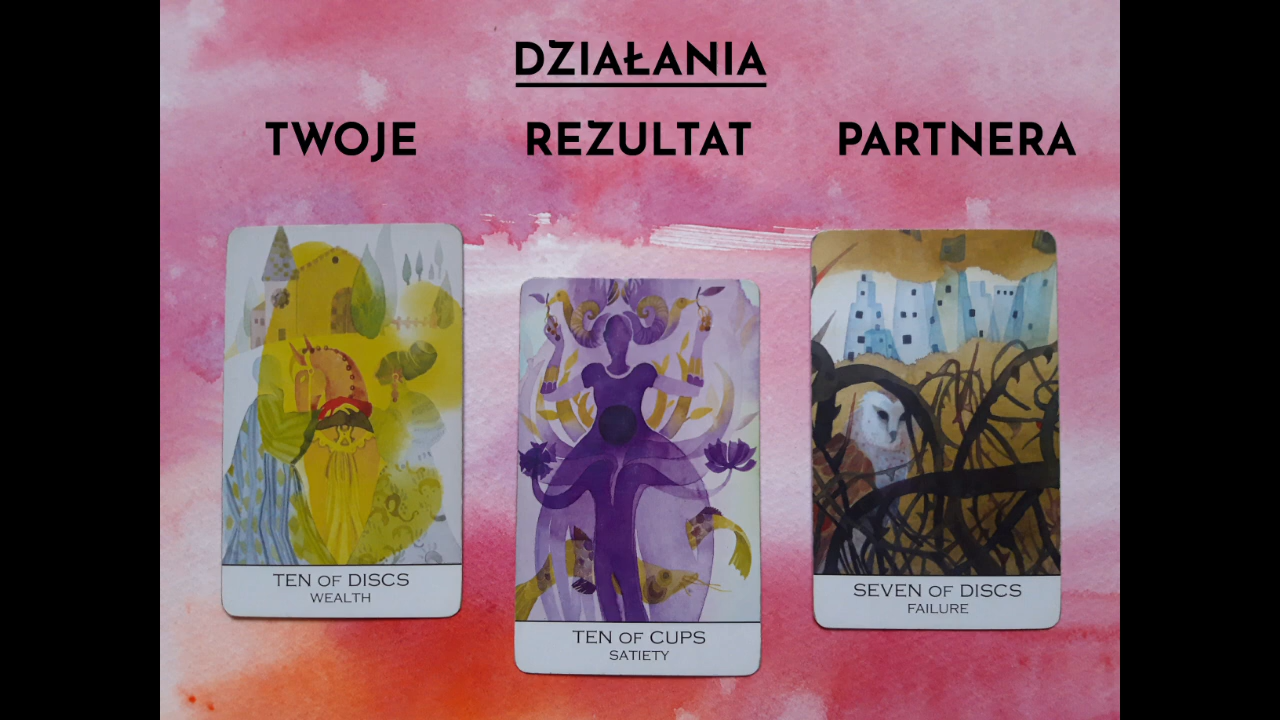 DZIAŁANIA
TWOJE REZULTAT PARTNERA
TEN OF DISCS
WEALTH
TEN OF CUPS
SATIETY
SEVEN OF DISCS
FAILURE